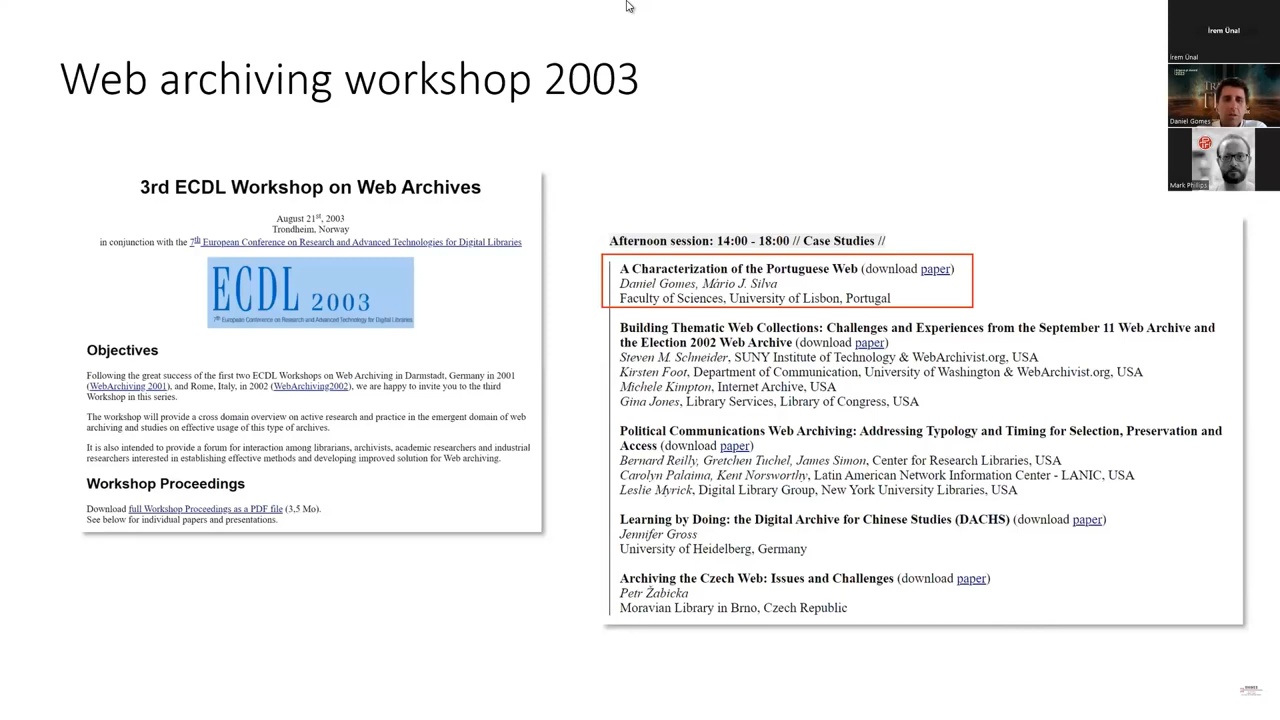 Web archiving workshop 2003
3rd ECDL Workshop on Web Archives
August 21st, 2003
Trondheim, Norway
in conjunction with the 7th European Conference on Research and Advanced Technologies for Digital Libraries
ECDL 2003
7th European Conference on Research and Advanced Technology for Digital Libraries
Objectives
Following the great success of the first two ECDL Workshops on Web Archiving in Darmstadt, Germany in 2001
(WebArchiving 2001), and Rome, Italy, in 2002 (WebArchiving2002), we are happy to invite you to the third
Workshop in this series.
The workshop will provide a cross domain overview on active research and practice in the emergent domain of web
archiving and studies on effective usage of this type of archives.
It is also intended to provide a forum for interaction among librarians, archivists, academic researchers and industrial
researchers interested in establishing effective methods and developing improved solution for Web archiving.
Workshop Proceedings
Download full Workshop Proceedings as a PDF file (3,5 Mo).
See below for individual papers and presentations.
Afternoon session: 14:00 - 18:00 // Case Studies //
A Characterization of the Portuguese Web (download paper)
Daniel Gomes, Mário J. Silva
Faculty of Sciences, University of Lisbon, Portugal
Building Thematic Web Collections: Challenges and Experiences from the September 11 Web Archive and
the Election 2002 Web Archive (download paper)
Steven M. Schneider, SUNY Institute of Technology & WebArchivist.org, USA
Kirsten Foot, Department of Communication, University of Washington & WebArchivist.org, USA
Michele Kimpton, Internet Archive, USA
Gina Jones, Library Services, Library of Congress, USA
Political Communications Web Archiving: Addressing Typology and Timing for Selection, Preservation and
Access (download paper)
Bernard Reilly, Gretchen Tuchel, James Simon, Center for Research Libraries, USA
Carolyn Palaima, Kent Norsworthy, Latin American Network Information Center - LANIC, USA
Leslie Myrick, Digital Library Group, New York University Libraries, USA
Learning by Doing: the Digital Archive for Chinese Studies (DACHS) (download paper)
Jennifer Gross
University of Heidelberg, Germany
Archiving the Czech Web: Issues and Challenges (download paper)
Petr Žabicka
Moravian Library in Brno, Czech Republic
İrem Ünal
İrem Ünal
Daniel Gomes
Mark Phillips